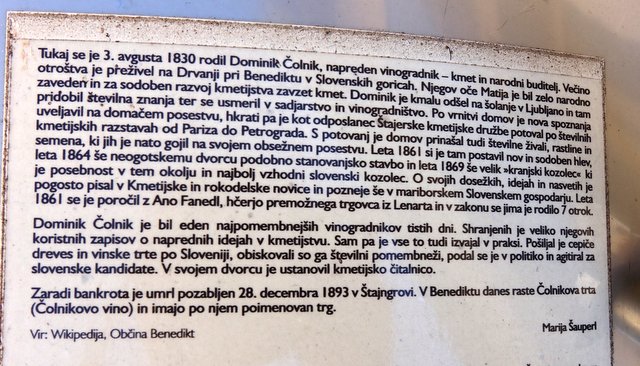 Tukaj se je 3. avgusta 1830 rodil Dominik Čolnik, napreden vinogradnik – kmet in narodni buditelj. Večino
otroštva je preživel na Drvanji pri Benediktu v Slovenskih goricah. Njegov oče Matija je bil zelo narodno
zaveden in za sodoben razvoj kmetijstva zavzet kmet. Dominik je kmalu odšel na šolanje v Ljubljano in tam
pridobil številna znanja ter se usmeril v sadjarstvo in vinogradništvo. Po vrnitvi domov je nova spoznanja
uveljavil na domačem posestvu, hkrati pa je kot odposlanec Štajerske kmetijske družbe potoval po številnih
kmetijskih razstavah od Pariza do Petrograda. S potovanj je domov prinašal tudi številne živali, rastline in
semena, ki jih je nato gojil na svojem obsežnem posestvu. Leta 1861 si je tam postavil nov in sodoben hlev,
leta 1864 še neogotskemu dvorcu podobno stanovanjsko stavbo in leta 1869 še velik »kranjski kozolec« ki
je posebnost v tem okolju in najbolj vzhodni slovenski kozolec. O svojih dosežkih, idejah in nasvetih je
pogosto pisal v Kmetijske in rokodelske novice in pozneje še v mariborskem Slovenskem gospodarju. Leta
1861 se je poročil z Ano Fanedl, hčerjo premožnega trgovca iz Lenarta in v zakonu se jima je rodilo 7 otrok.
Dominik Čolnik je bil eden najpomembnejših vinogradnikov tistih dni. Shranjenih je veliko njegovih
koristnih zapisov o naprednih idejah v kmetijstvu. Sam pa je vse to tudi izvajal v praksi. Pošiljal je cepiče
dreves in vinske trte po Sloveniji, obiskovali so ga številni pomembneži, podal se je v politiko in agitiral za
slovenske kandidate. V svojem dvorcu je ustanovil kmetijsko čitalnico.
Zaradi bankrota je umrl pozabljen 28. decembra 1893 v Štajngrovi. V Benediktu danes raste Čolnikova trta
(Čolnikovo vino) in imajo po njem poimenovan trg.
Vir: Wikipedija, Občina Benedikt
Marija Šauperl